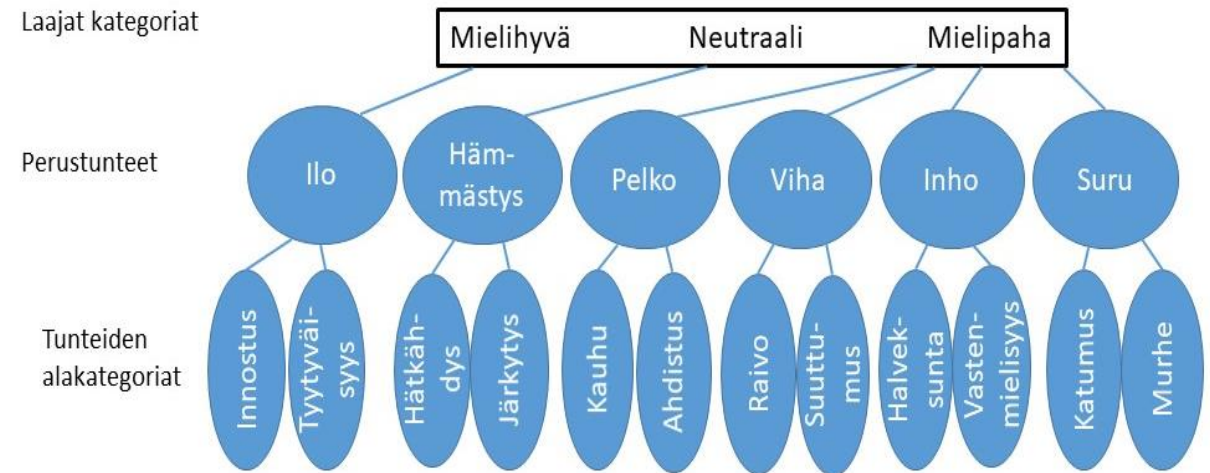 Laajat kategoriat
Mielihyvä Neutraali Mielipaha
Perustunteet
Ilo
Häm-
mästys
Pelko
Viha
Inho
Suru
Tunteiden
alakategoriat
Innostus
Tyytyväi-
syys
Hätkäh-
dys
Järkytys
Kauhu
Ahdistus
Raivo
Suuttu-
mus
Halvek-
sunta
Vasten-
mielisyys
Katumus
Murhe